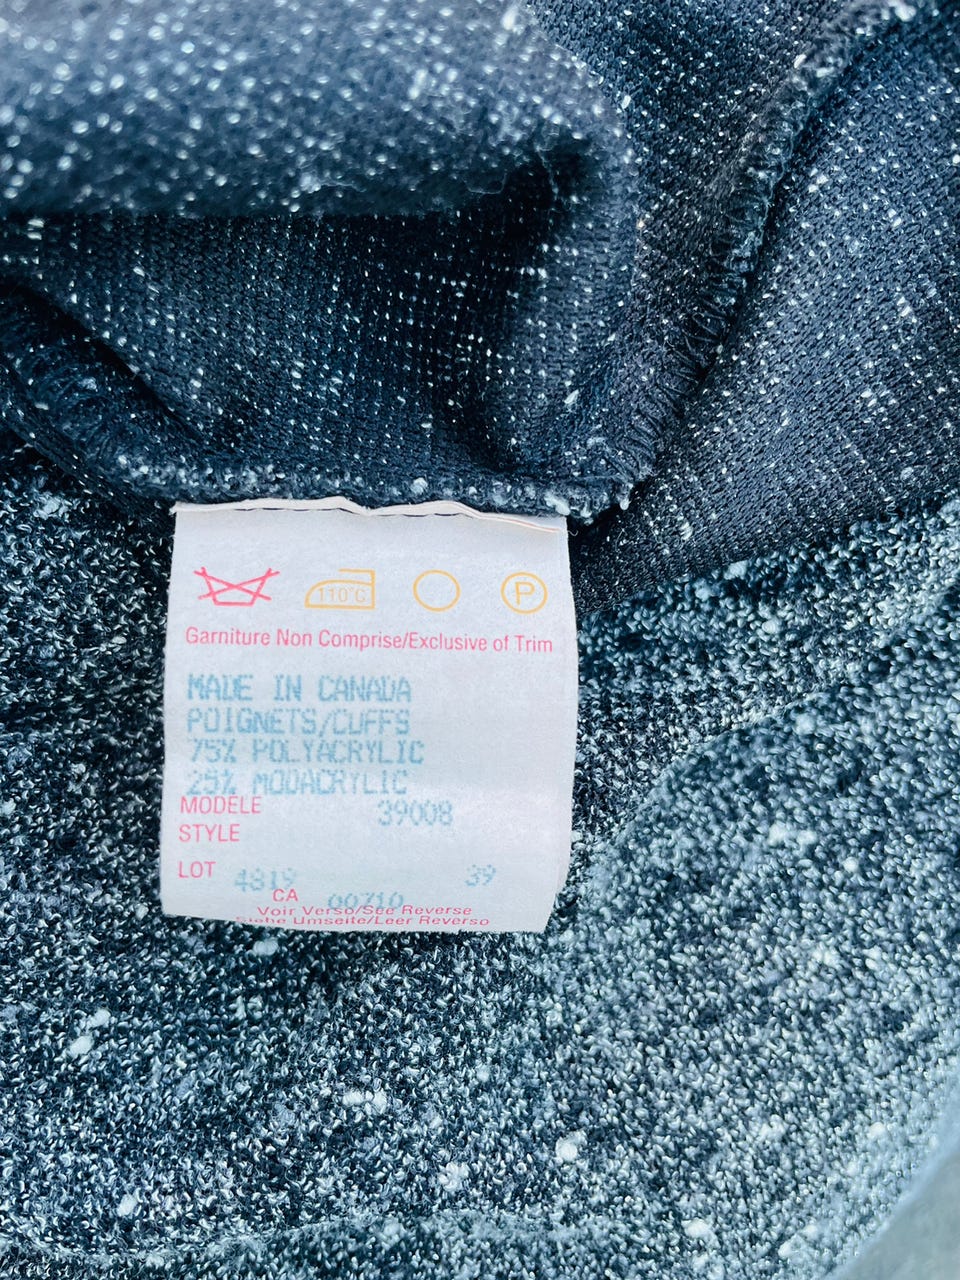 110°C P
Garniture Non Comprise/Exclusive of Trim
MADE IN CANADA
POIGNETS/CUFFS
75% POLYACRYLIC
25% MODACRYLIC
MODELE 39008
STYLE
LOT 4819 39
CA 00710
Voir Verso/See Reverse
Siehe Umseite/Leer Reverso